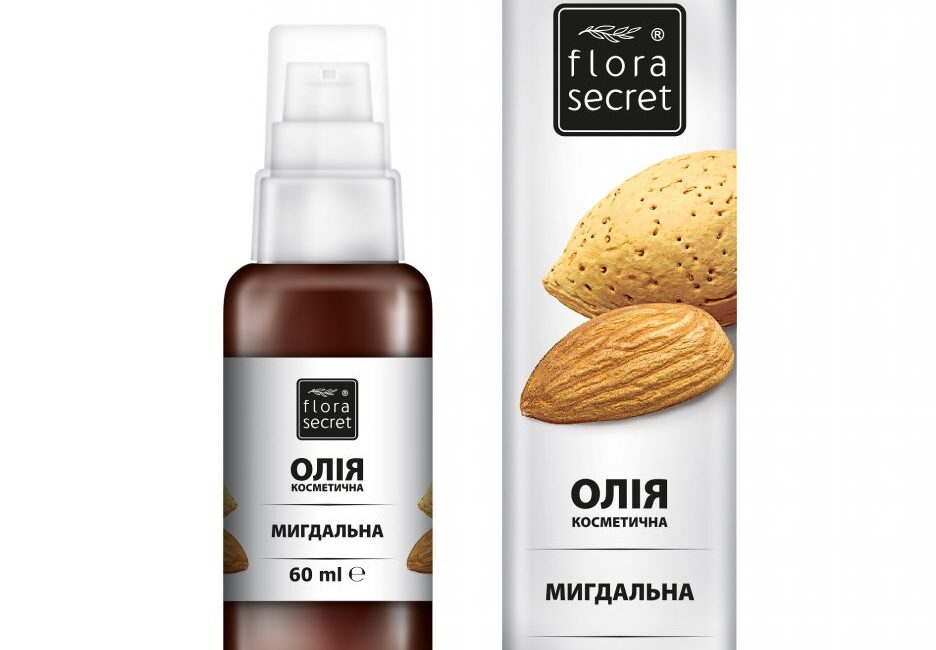 flora
secret
®
ОЛІЯ
КОСМЕТИЧНА
МИГДАЛЬНА
60 ml ℮
®
flora
secret
ОЛІЯ
КОСМЕТИЧНА
МИГДАЛЬНА